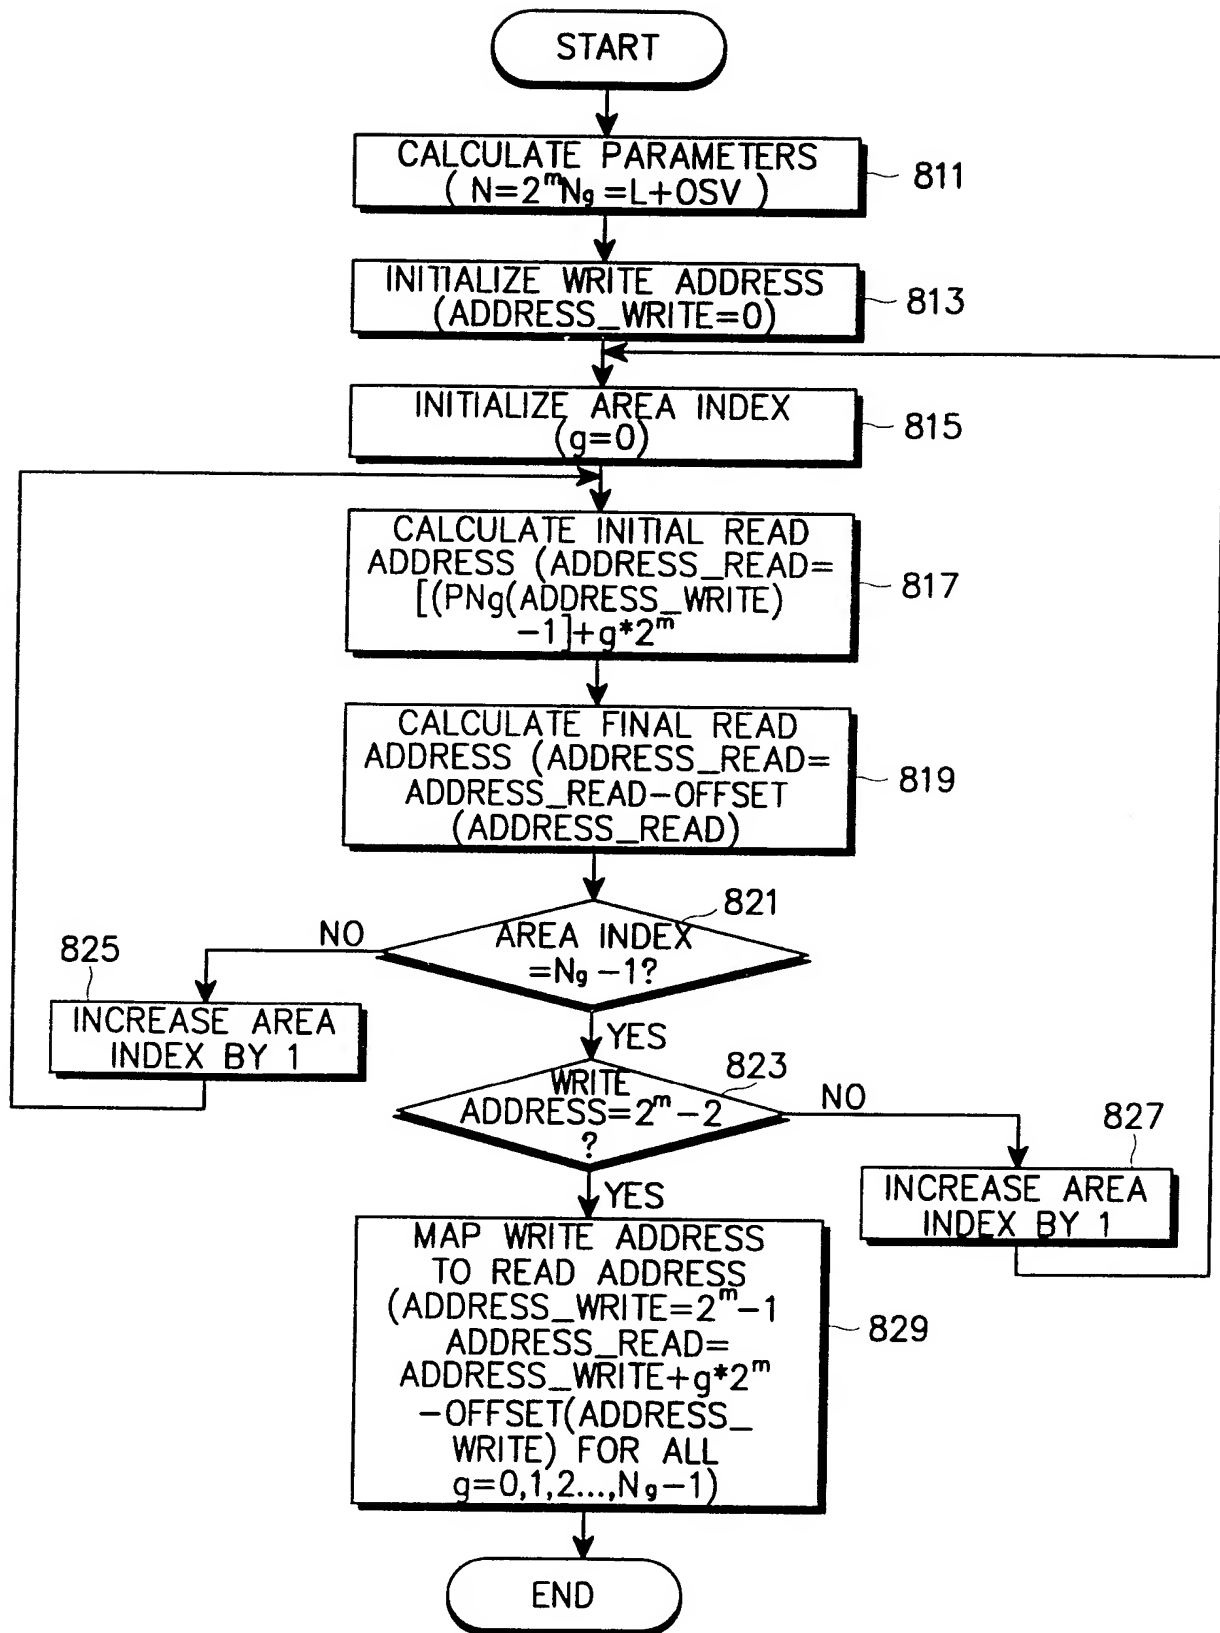 START
CALCULATE PARAMETERS
( N=2^m N_g =L+OSV )
811
INITIALIZE WRITE ADDRESS
(ADDRESS_WRITE=0)
813
INITIALIZE AREA INDEX
(g=0)
815
CALCULATE INITIAL READ
ADDRESS (ADDRESS_READ=
[(PNg(ADDRESS_WRITE)
-1]+g*2^m
817
CALCULATE FINAL READ
ADDRESS (ADDRESS_READ=
ADDRESS_READ-OFFSET
(ADDRESS_READ)
819
821
AREA INDEX
=N_g -1?
NO
825
INCREASE AREA
INDEX BY 1
YES
823
WRITE
ADDRESS=2^m -2
?
NO
827
INCREASE AREA
INDEX BY 1
YES
MAP WRITE ADDRESS
TO READ ADDRESS
(ADDRESS_WRITE=2^m -1
ADDRESS_READ=
ADDRESS_WRITE+g*2^m
-OFFSET(ADDRESS_
WRITE) FOR ALL
g=0,1,2...,N_g -1)
829
END